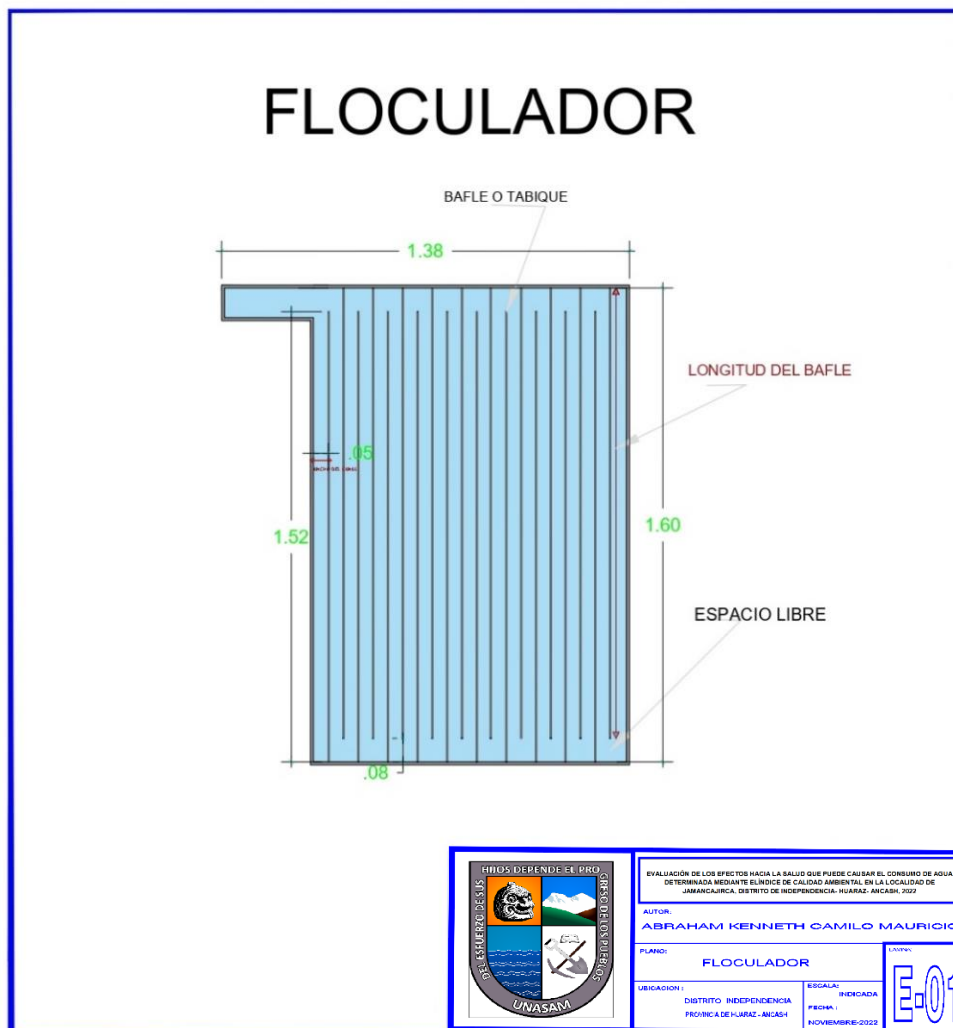 FLOCULADOR
BAFLE O TABIQUE
1.38
LONGITUD DEL BAFLE
.05
1.52
1.60
ESPACIO LIBRE
.08
HIJOS DEPENDE EL PRO
GRESO DE LOS PUEBLOS
DEL ESFUERZO DE SUS
UNASAM
EVALUACIÓN DE LOS EFECTOS HACIA LA SALUD QUE PUEDE CAUSAR EL CONSUMO DE AGUA
DETERMINADA MEDIANTE ELÍNDICE DE CALIDAD AMBIENTAL EN LA LOCALIDAD DE
JAMANCAJIRCA, DISTRITO DE INDEPENDENCIA- HUARAZ- ANCASH, 2022
AUTOR:
ABRAHAM KENNETH CAMILO MAURICIO
PLANO:
FLOCULADOR
LAMINA:
E-01
UBICACION :
DISTRITO INDEPENDENCIA
PROVINCIA DE HUARAZ - ANCASH
ESCALA:
INDICADA
FECHA :
NOVIEMBRE-2022